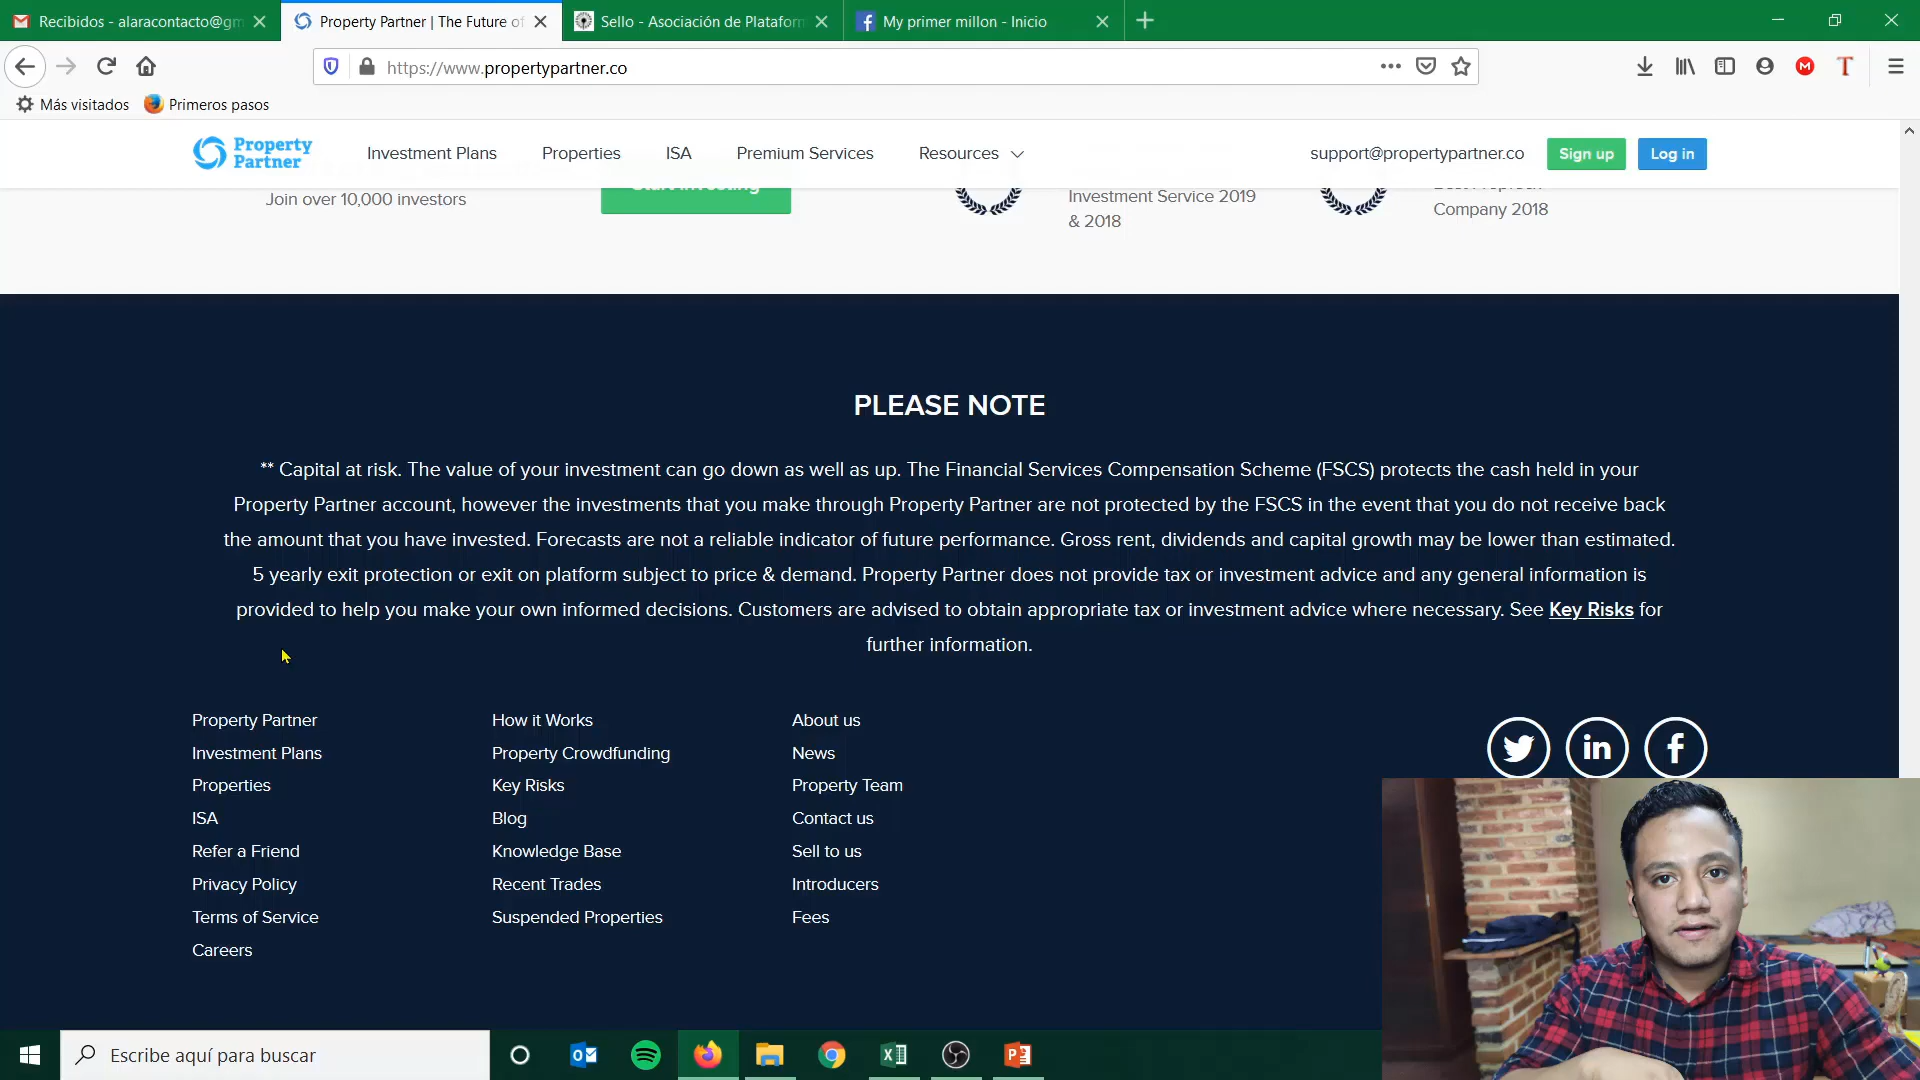 Recibidos - alaracontacto@gm
Property Partner | The Future of
Sello - Asociación de Plataform
My primer millon - Inicio
https://www.propertypartner.co
Más visitados
Primeros pasos
Property Partner
Investment Plans
Properties
ISA
Premium Services
Resources
support@propertypartner.co
Sign up
Log in
Join over 10,000 investors
Start Investing
Investment Service 2019
& 2018
Company 2018
PLEASE NOTE
** Capital at risk. The value of your investment can go down as well as up. The Financial Services Compensation Scheme (FSCS) protects the cash held in your
Property Partner account, however the investments that you make through Property Partner are not protected by the FSCS in the event that you do not receive back
the amount that you have invested. Forecasts are not a reliable indicator of future performance. Gross rent, dividends and capital growth may be lower than estimated.
5 yearly exit protection or exit on platform subject to price & demand. Property Partner does not provide tax or investment advice and any general information is
provided to help you make your own informed decisions. Customers are advised to obtain appropriate tax or investment advice where necessary. See Key Risks for
further information.
Property Partner
Investment Plans
Properties
ISA
Refer a Friend
Privacy Policy
Terms of Service
Careers
How it Works
Property Crowdfunding
Key Risks
Blog
Knowledge Base
Recent Trades
Suspended Properties
About us
News
Property Team
Contact us
Sell to us
Introducers
Fees
Escribe aquí para buscar